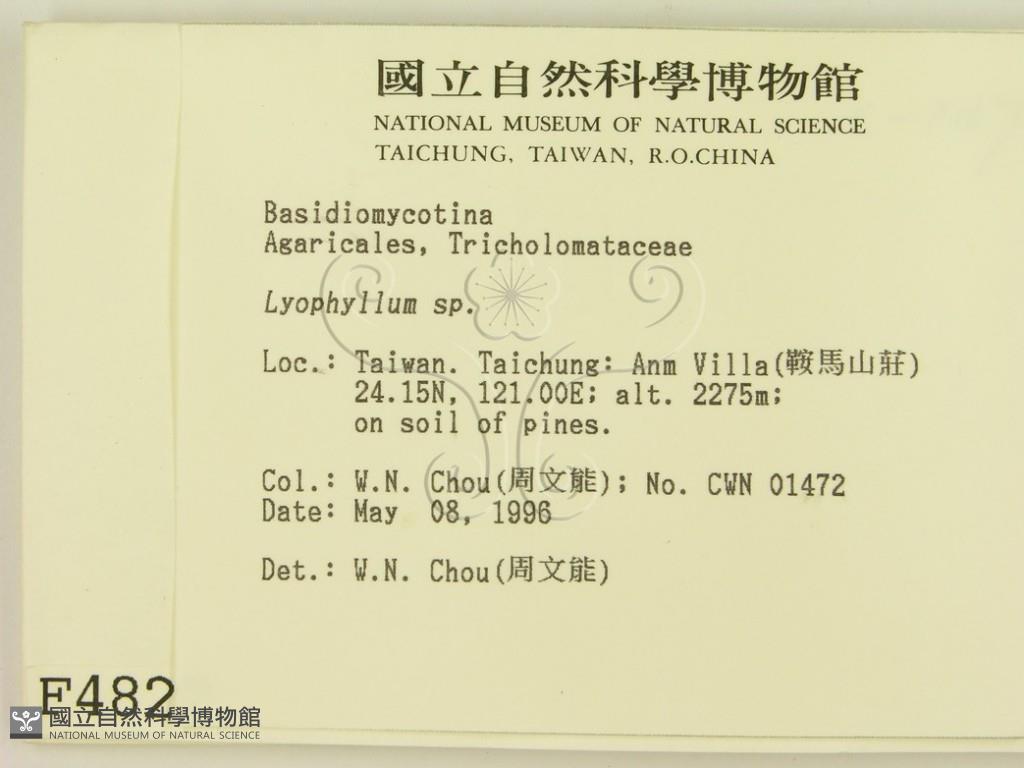 國立自然科學博物館
NATIONAL MUSEUM OF NATURAL SCIENCE
TAICHUNG, TAIWAN, R.O.CHINA
Basidiomycotina
Agaricales, Tricholomataceae
Lyophyllum sp.
Loc.: Taiwan. Taichung: Anm Villa(鞍馬山莊)
24.15N, 121.00E; alt. 2275m;
on soil of pines.
Col.: W.N. Chou(周文能); No. CWN 01472
Date: May 08, 1996
Det.: W.N. Chou(周文能)
F482
國立自然科學博物館
NATIONAL MUSEUM OF NATURAL SCIENCE